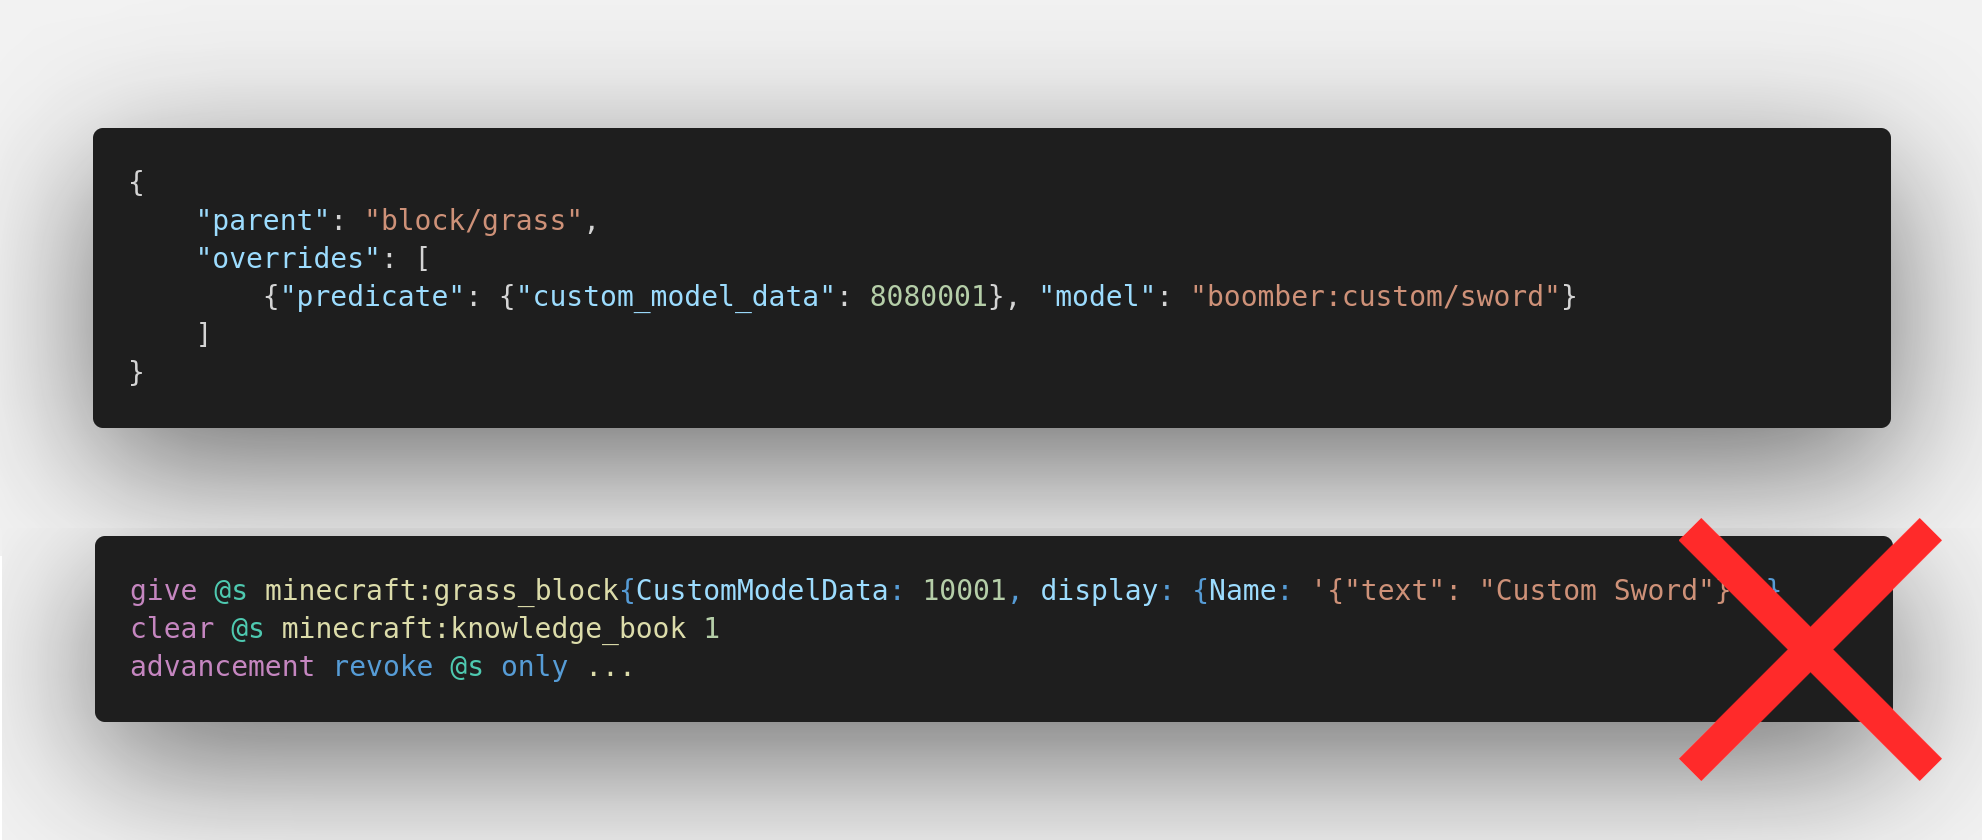 {
    "parent": "block/grass",
    "overrides": [
        {"predicate": {"custom_model_data": 8080001}, "model": "boomber:custom/sword"}
    ]
}
give @s minecraft:grass_block{CustomModelData: 10001, display: {Name: '{"text": "Custom Sword"} }
clear @s minecraft:knowledge_book 1
advancement revoke @s only ...